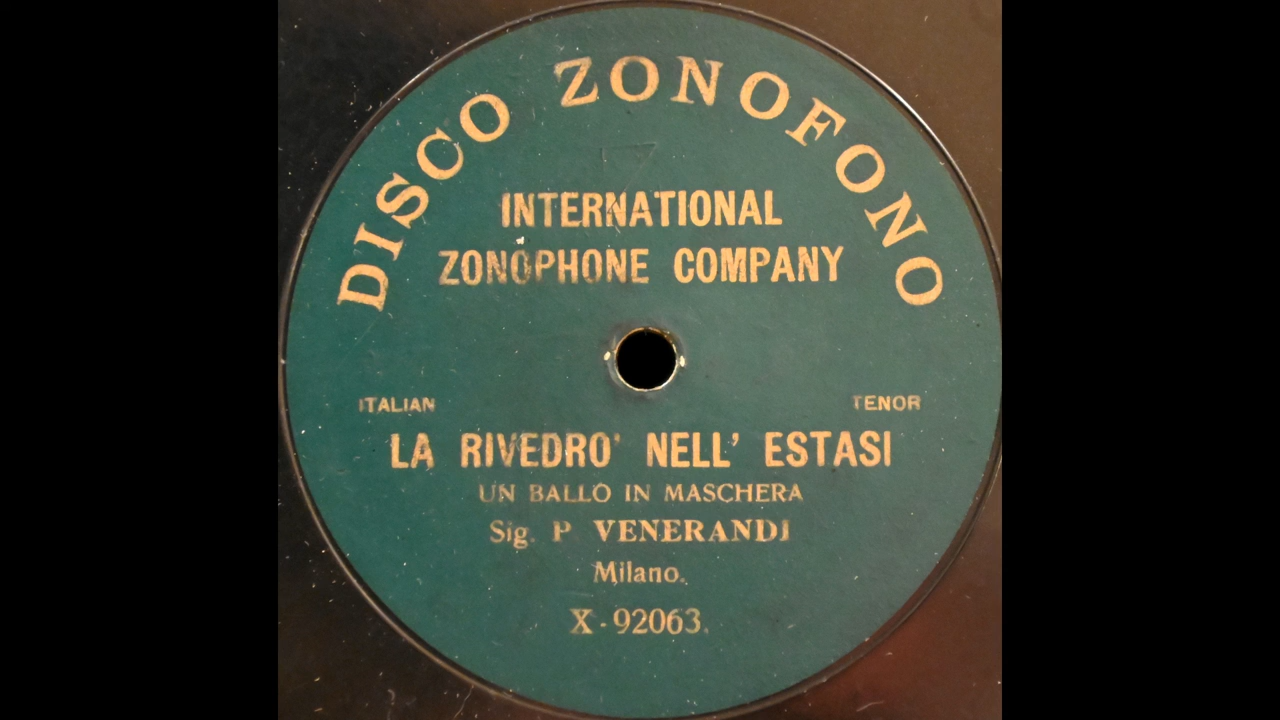 DISCO ZONOFONO
INTERNATIONAL
ZONOPHONE COMPANY
ITALIAN TENOR
LA RIVEDRO' NELL' ESTASI
UN BALLO IN MASCHERA
Sig. P VENERANDI
Milano.
X-92063.